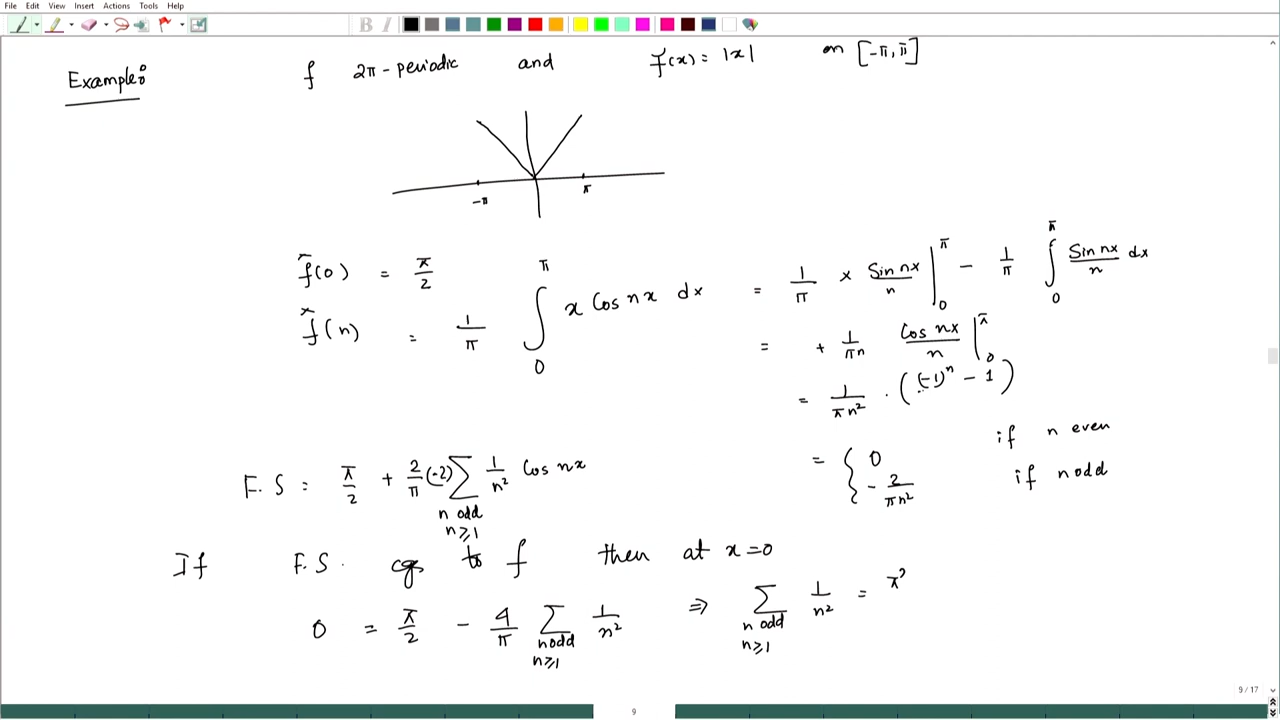 File Edit View Insert Actions Tools Help
B I
Example: f 2π-periodic and f(x) = |x| on [-π, π]
-π π
f̂(0) = π/2
f̂(n) = 1/π ∫₀^π x Cos nx dx = 1/π x Sin nx/n |₀^π - 1/π ∫₀^π Sin nx/n dx
= + 1/πn Cos nx/n |₀^π
= 1/πn² · ((-1)ⁿ - 1)
= { 0 if n even
- 2/πn² if n odd
F.S = π/2 + 2/π (-2) ∑ 1/n² Cos nx
n odd
n≥1
If F.S. cgs to f then at x=0
0 = π/2 - 4/π ∑ 1/n² ⇒ ∑ 1/n² = π²
n odd n odd
n≥1 n≥1
9 / 17
9